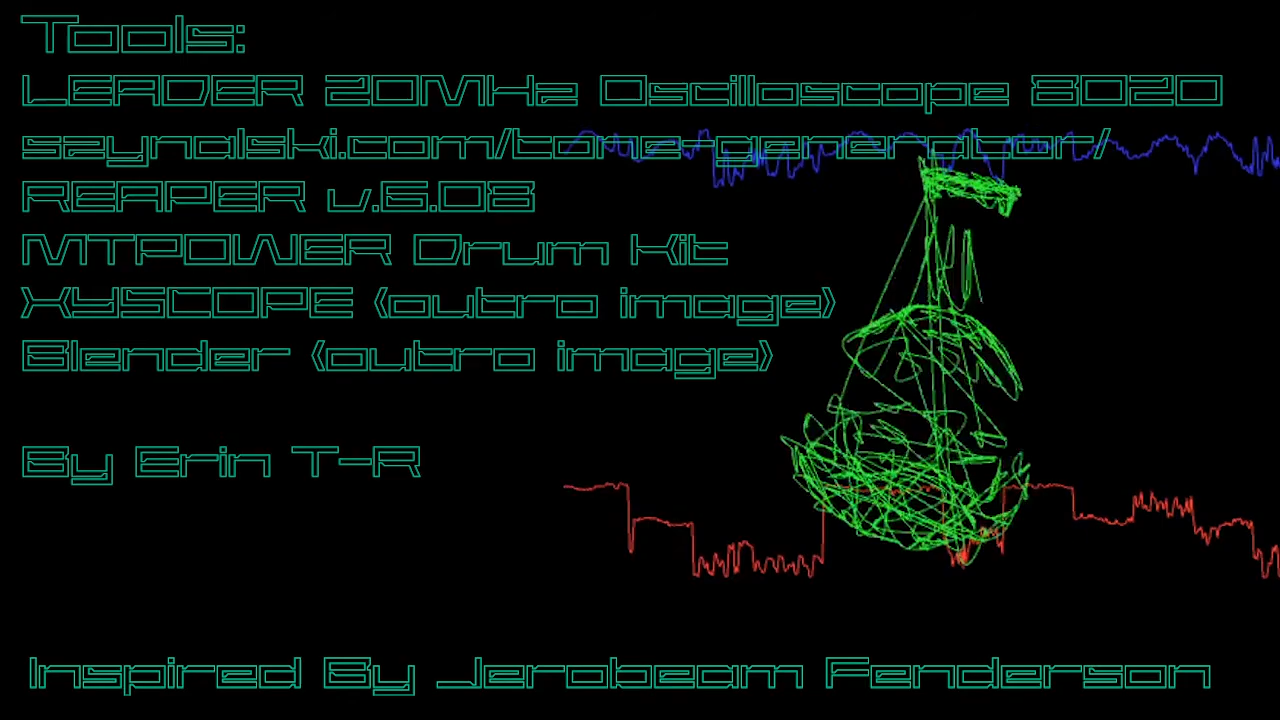 Tools:
LEADER 20MHz Oscilloscope 8020
szynalski.com/tone-generator/
REAPER v.6.08
MTPOWER Drum Kit
XYSCOPE (outro image)
Blender (outro image)
By Erin T-R
Inspired By Jerobeam Fenderson